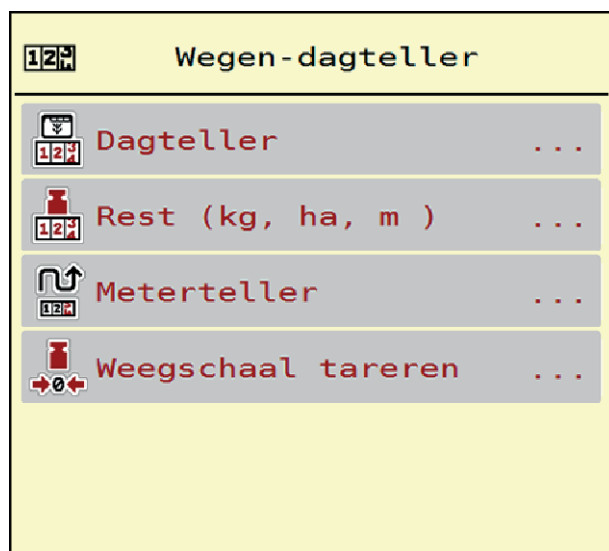 Wegen-dagteller
Dagteller ...
Rest (kg, ha, m ) ...
Meterteller ...
Weegschaal tareren ...